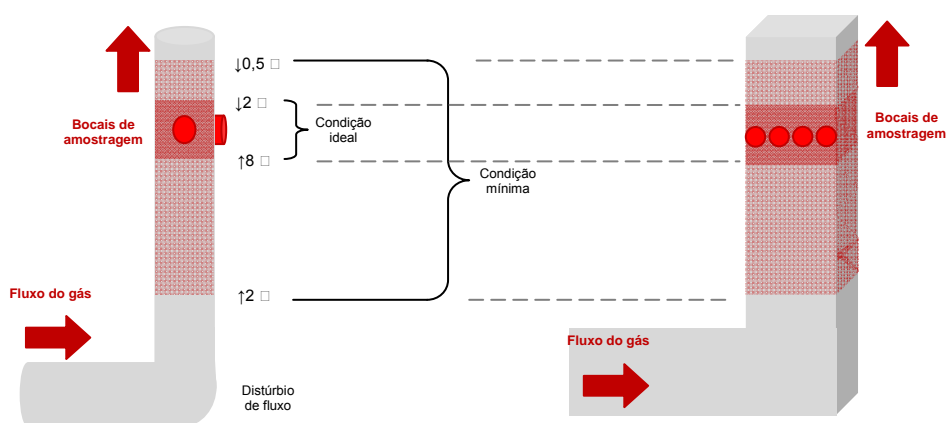 ↓0,5 □
↓2 □
Bocais de
amostragem
Condição
ideal
↑8 □
Condição
mínima
Bocais de
amostragem
Fluxo do gás
↑2 □
Fluxo do gás
Distúrbio
de fluxo